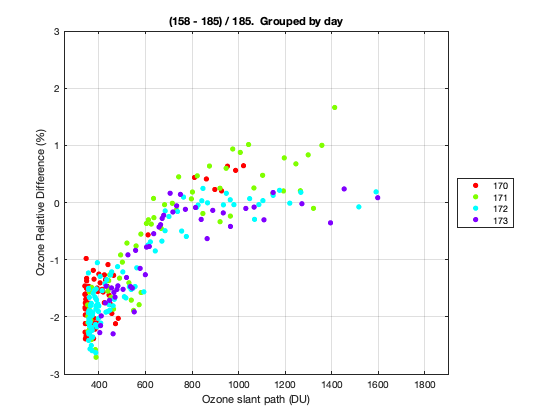 (158 - 185) / 185. Grouped by day
3
2
1
0
-1
-2
-3
Ozone Relative Difference (%)
400 600 800 1000 1200 1400 1600 1800
Ozone slant path (DU)
170
171
172
173